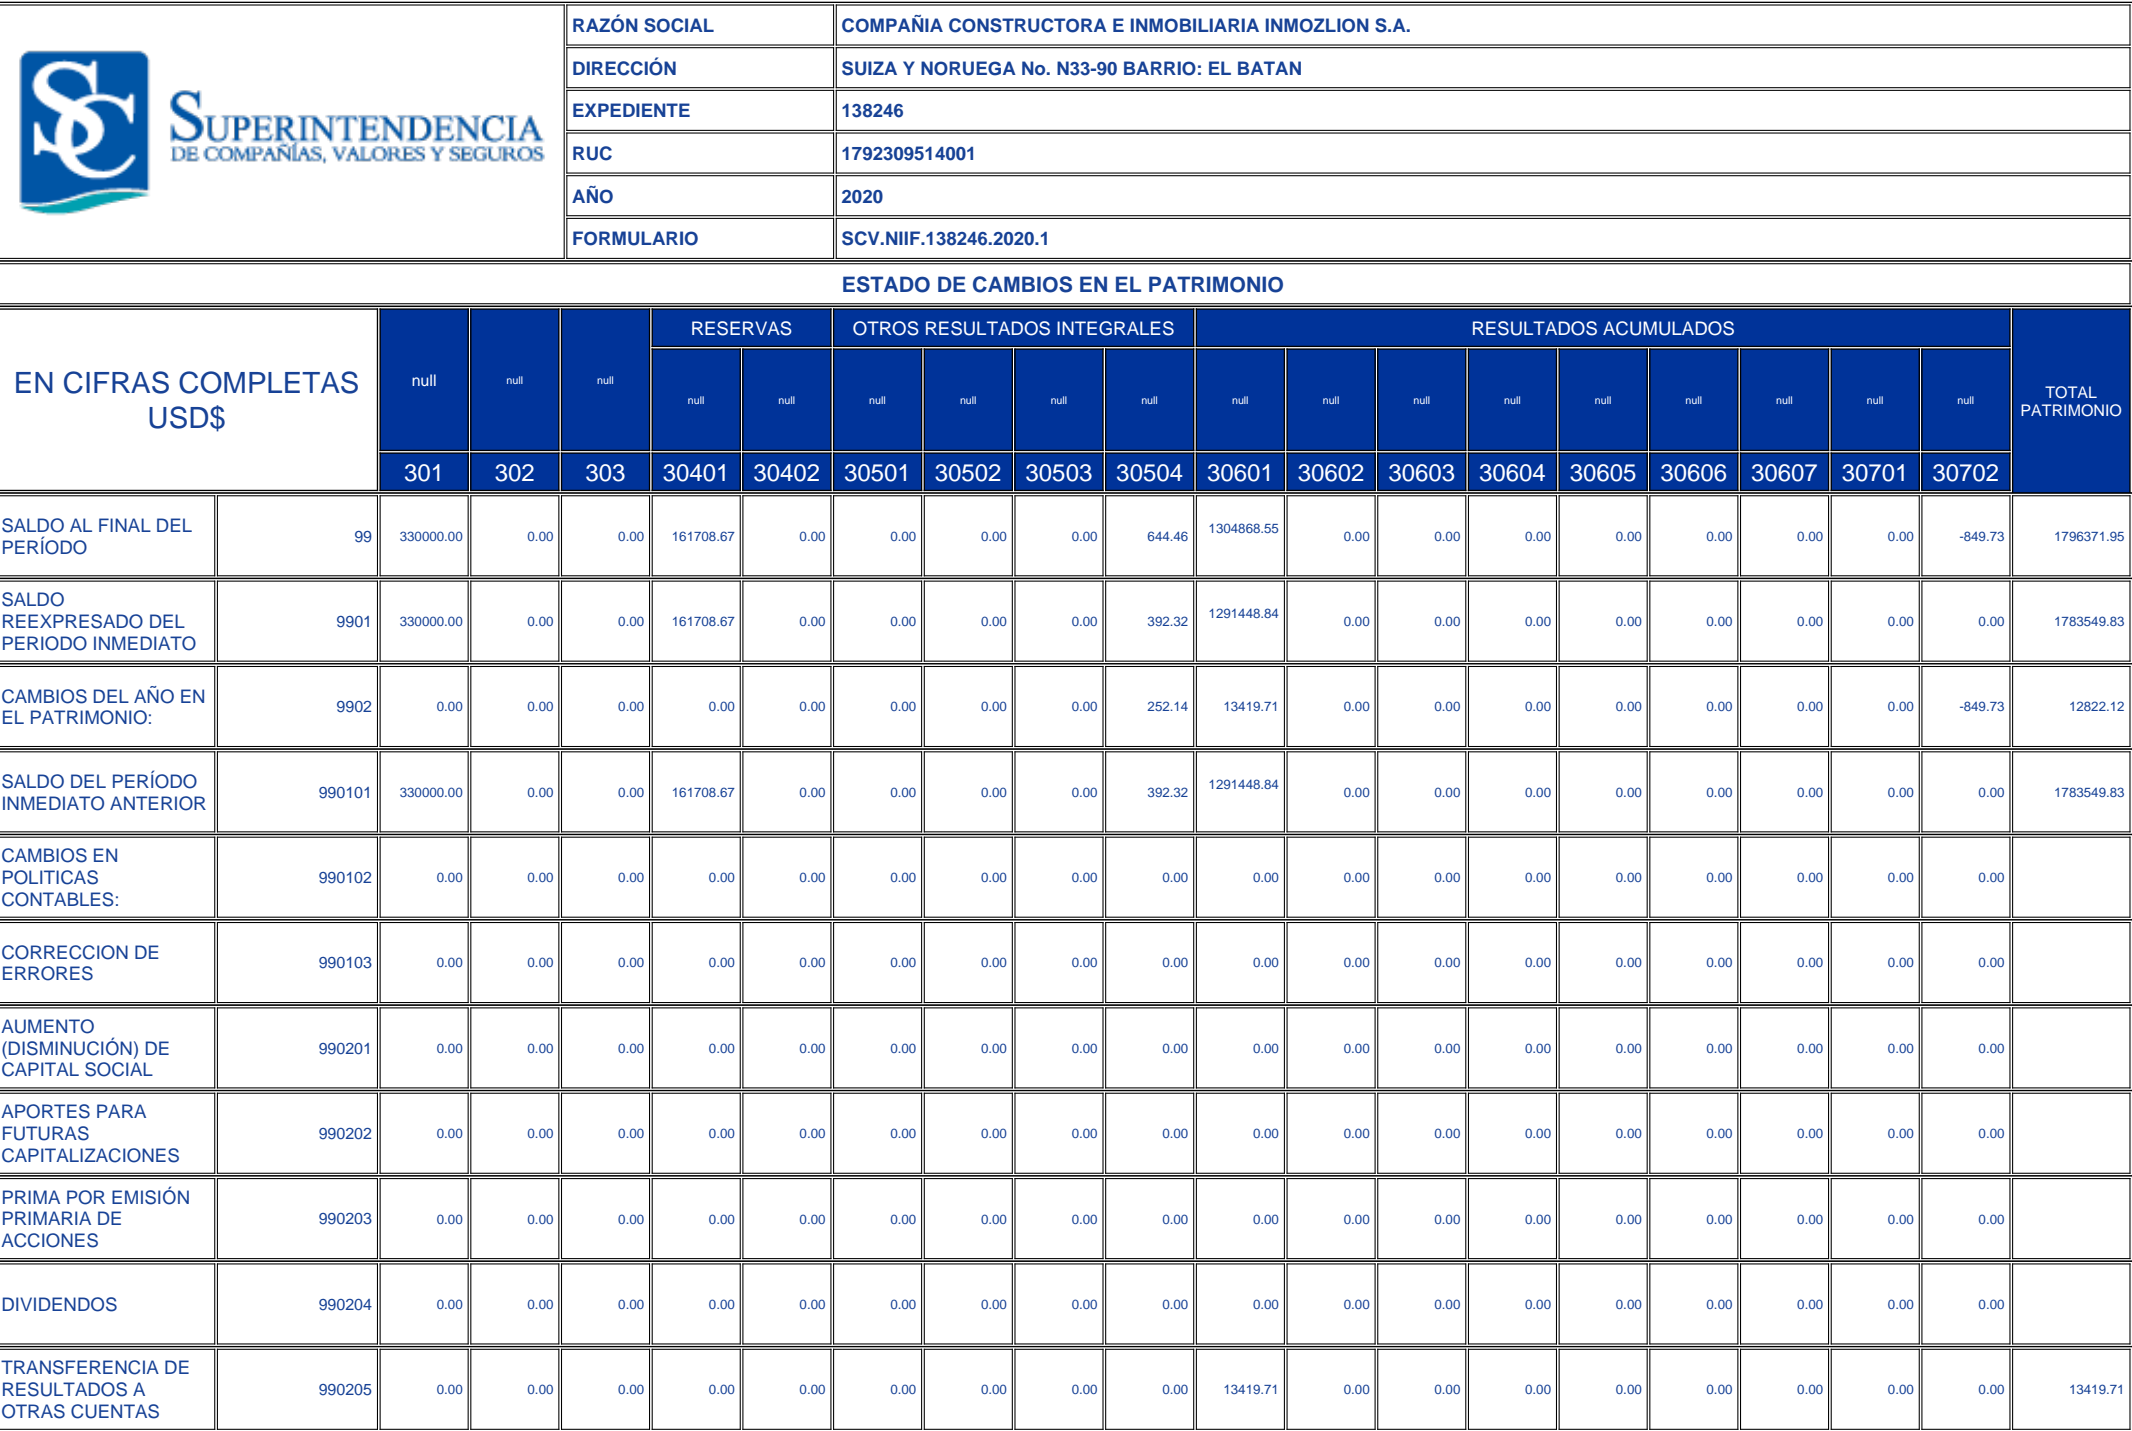 SUPERINTENDENCIA
DE COMPAÑÍAS, VALORES Y SEGUROS
RAZÓN SOCIAL COMPAÑIA CONSTRUCTORA E INMOBILIARIA INMOZLION S.A.
DIRECCIÓN SUIZA Y NORUEGA No. N33-90 BARRIO: EL BATAN
EXPEDIENTE 138246
RUC 1792309514001
AÑO 2020
FORMULARIO SCV.NIIF.138246.2020.1
ESTADO DE CAMBIOS EN EL PATRIMONIO
EN CIFRAS COMPLETAS
USD$
RESERVAS OTROS RESULTADOS INTEGRALES RESULTADOS ACUMULADOS
null null null null null null null null null null null null null null null null null null
TOTAL
PATRIMONIO
301 302 303 30401 30402 30501 30502 30503 30504 30601 30602 30603 30604 30605 30606 30607 30701 30702
SALDO AL FINAL DEL
PERÍODO
99 330000.00 0.00 0.00 161708.67 0.00 0.00 0.00 0.00 644.46 1304868.55 0.00 0.00 0.00 0.00 0.00 0.00 0.00 -849.73 1796371.95
SALDO
REEXPRESADO DEL
PERIODO INMEDIATO
9901 330000.00 0.00 0.00 161708.67 0.00 0.00 0.00 0.00 392.32 1291448.84 0.00 0.00 0.00 0.00 0.00 0.00 0.00 0.00 1783549.83
CAMBIOS DEL AÑO EN
EL PATRIMONIO:
9902 0.00 0.00 0.00 0.00 0.00 0.00 0.00 0.00 252.14 13419.71 0.00 0.00 0.00 0.00 0.00 0.00 0.00 -849.73 12822.12
SALDO DEL PERÍODO
INMEDIATO ANTERIOR
990101 330000.00 0.00 0.00 161708.67 0.00 0.00 0.00 0.00 392.32 1291448.84 0.00 0.00 0.00 0.00 0.00 0.00 0.00 0.00 1783549.83
CAMBIOS EN
POLITICAS
CONTABLES:
990102 0.00 0.00 0.00 0.00 0.00 0.00 0.00 0.00 0.00 0.00 0.00 0.00 0.00 0.00 0.00 0.00 0.00 0.00
CORRECCION DE
ERRORES
990103 0.00 0.00 0.00 0.00 0.00 0.00 0.00 0.00 0.00 0.00 0.00 0.00 0.00 0.00 0.00 0.00 0.00 0.00
AUMENTO
(DISMINUCIÓN) DE
CAPITAL SOCIAL
990201 0.00 0.00 0.00 0.00 0.00 0.00 0.00 0.00 0.00 0.00 0.00 0.00 0.00 0.00 0.00 0.00 0.00 0.00
APORTES PARA
FUTURAS
CAPITALIZACIONES
990202 0.00 0.00 0.00 0.00 0.00 0.00 0.00 0.00 0.00 0.00 0.00 0.00 0.00 0.00 0.00 0.00 0.00 0.00
PRIMA POR EMISIÓN
PRIMARIA DE
ACCIONES
990203 0.00 0.00 0.00 0.00 0.00 0.00 0.00 0.00 0.00 0.00 0.00 0.00 0.00 0.00 0.00 0.00 0.00 0.00
DIVIDENDOS
990204 0.00 0.00 0.00 0.00 0.00 0.00 0.00 0.00 0.00 0.00 0.00 0.00 0.00 0.00 0.00 0.00 0.00 0.00
TRANSFERENCIA DE
RESULTADOS A
OTRAS CUENTAS
990205 0.00 0.00 0.00 0.00 0.00 0.00 0.00 0.00 0.00 13419.71 0.00 0.00 0.00 0.00 0.00 0.00 0.00 0.00 13419.71